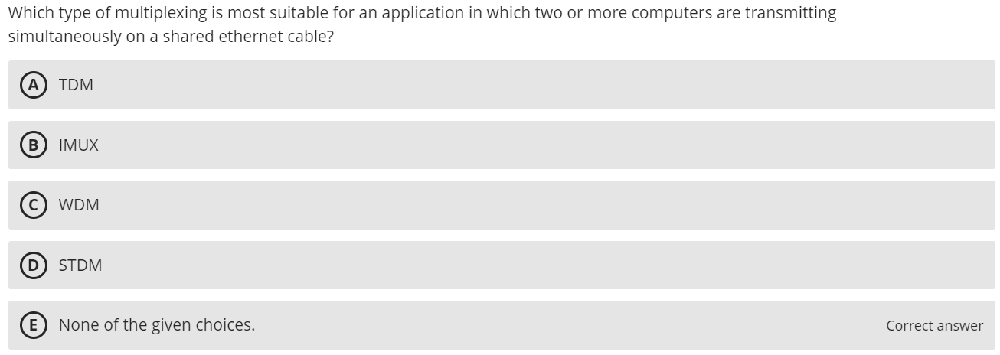 Which type of multiplexing is most suitable for an application in which two or more computers are transmitting
simultaneously on a shared ethernet cable?
A TDM
B IMUX
C WDM
D STDM
E None of the given choices. Correct answer